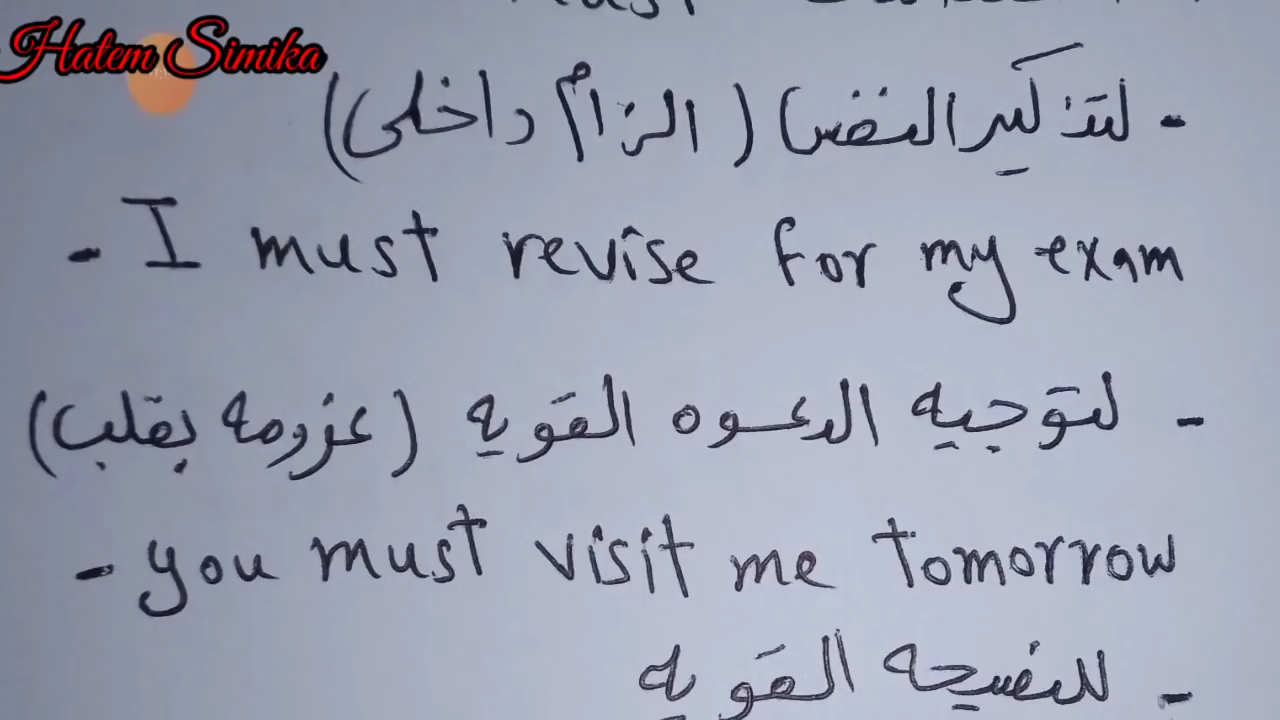 Hatem Simika
- لتذكير النفس (الزام داخلى)
- I must revise for my exam
- لتوجيه الدعوه القويه (عزومه بقلب)
- you must visit me tomorrow
- للنصيحه القويه